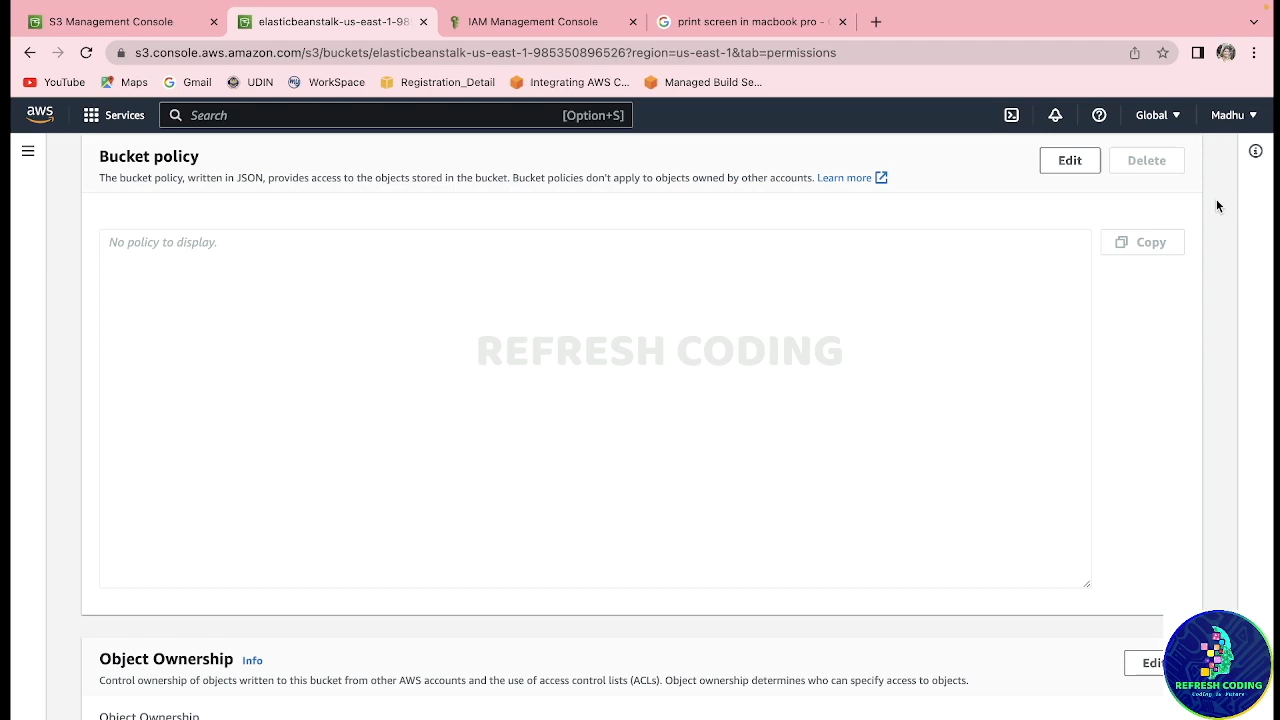 S3 Management Console
elasticbeanstalk-us-east-1-98
IAM Management Console
print screen in macbook pro -
s3.console.aws.amazon.com/s3/buckets/elasticbeanstalk-us-east-1-985350896526?region=us-east-1&tab=permissions
YouTube
Maps
Gmail
UDIN
WorkSpace
Registration_Detail
Integrating AWS C...
Managed Build Se...
aws
Services
Search
[Option+S]
Global
Madhu
Bucket policy
Edit
Delete
The bucket policy, written in JSON, provides access to the objects stored in the bucket. Bucket policies don't apply to objects owned by other accounts. Learn more
No policy to display.
Copy
REFRESH CODING
Object Ownership Info
Edit
Control ownership of objects written to this bucket from other AWS accounts and the use of access control lists (ACLs). Object ownership determines who can specify access to objects.
Object Ownership
REFRESH CODING
Coding is Future